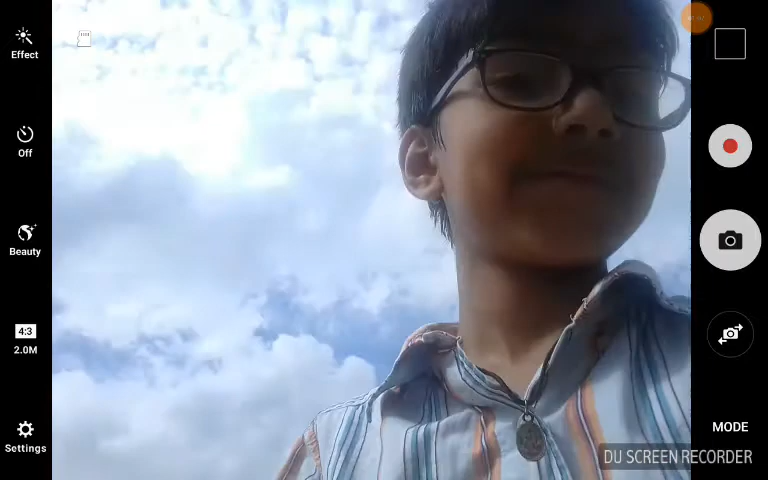 Effect
Off
Beauty
4:3
2.0M
Settings
MODE
DU SCREEN RECORDER